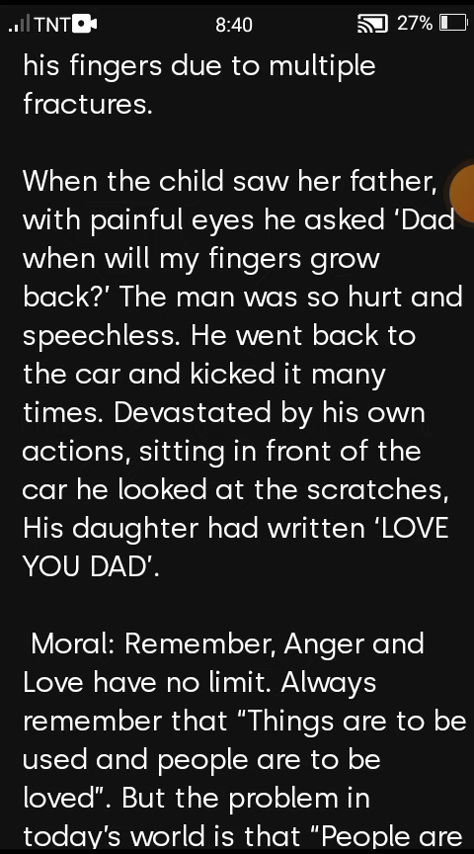 TNT
8:40
27%
his fingers due to multiple
fractures.
When the child saw her father,
with painful eyes he asked ‘Dad
when will my fingers grow
back?’ The man was so hurt and
speechless. He went back to
the car and kicked it many
times. Devastated by his own
actions, sitting in front of the
car he looked at the scratches,
His daughter had written ‘LOVE
YOU DAD’.
Moral: Remember, Anger and
Love have no limit. Always
remember that “Things are to be
used and people are to be
loved”. But the problem in
today’s world is that “People are